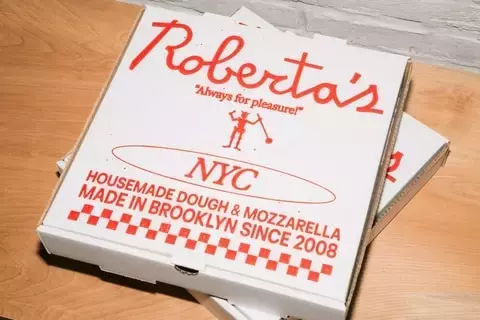 Roberta's
"Always for pleasure!"
NYC
HOUSEMADE DOUGH & MOZZARELLA
MADE IN BROOKLYN SINCE 2008